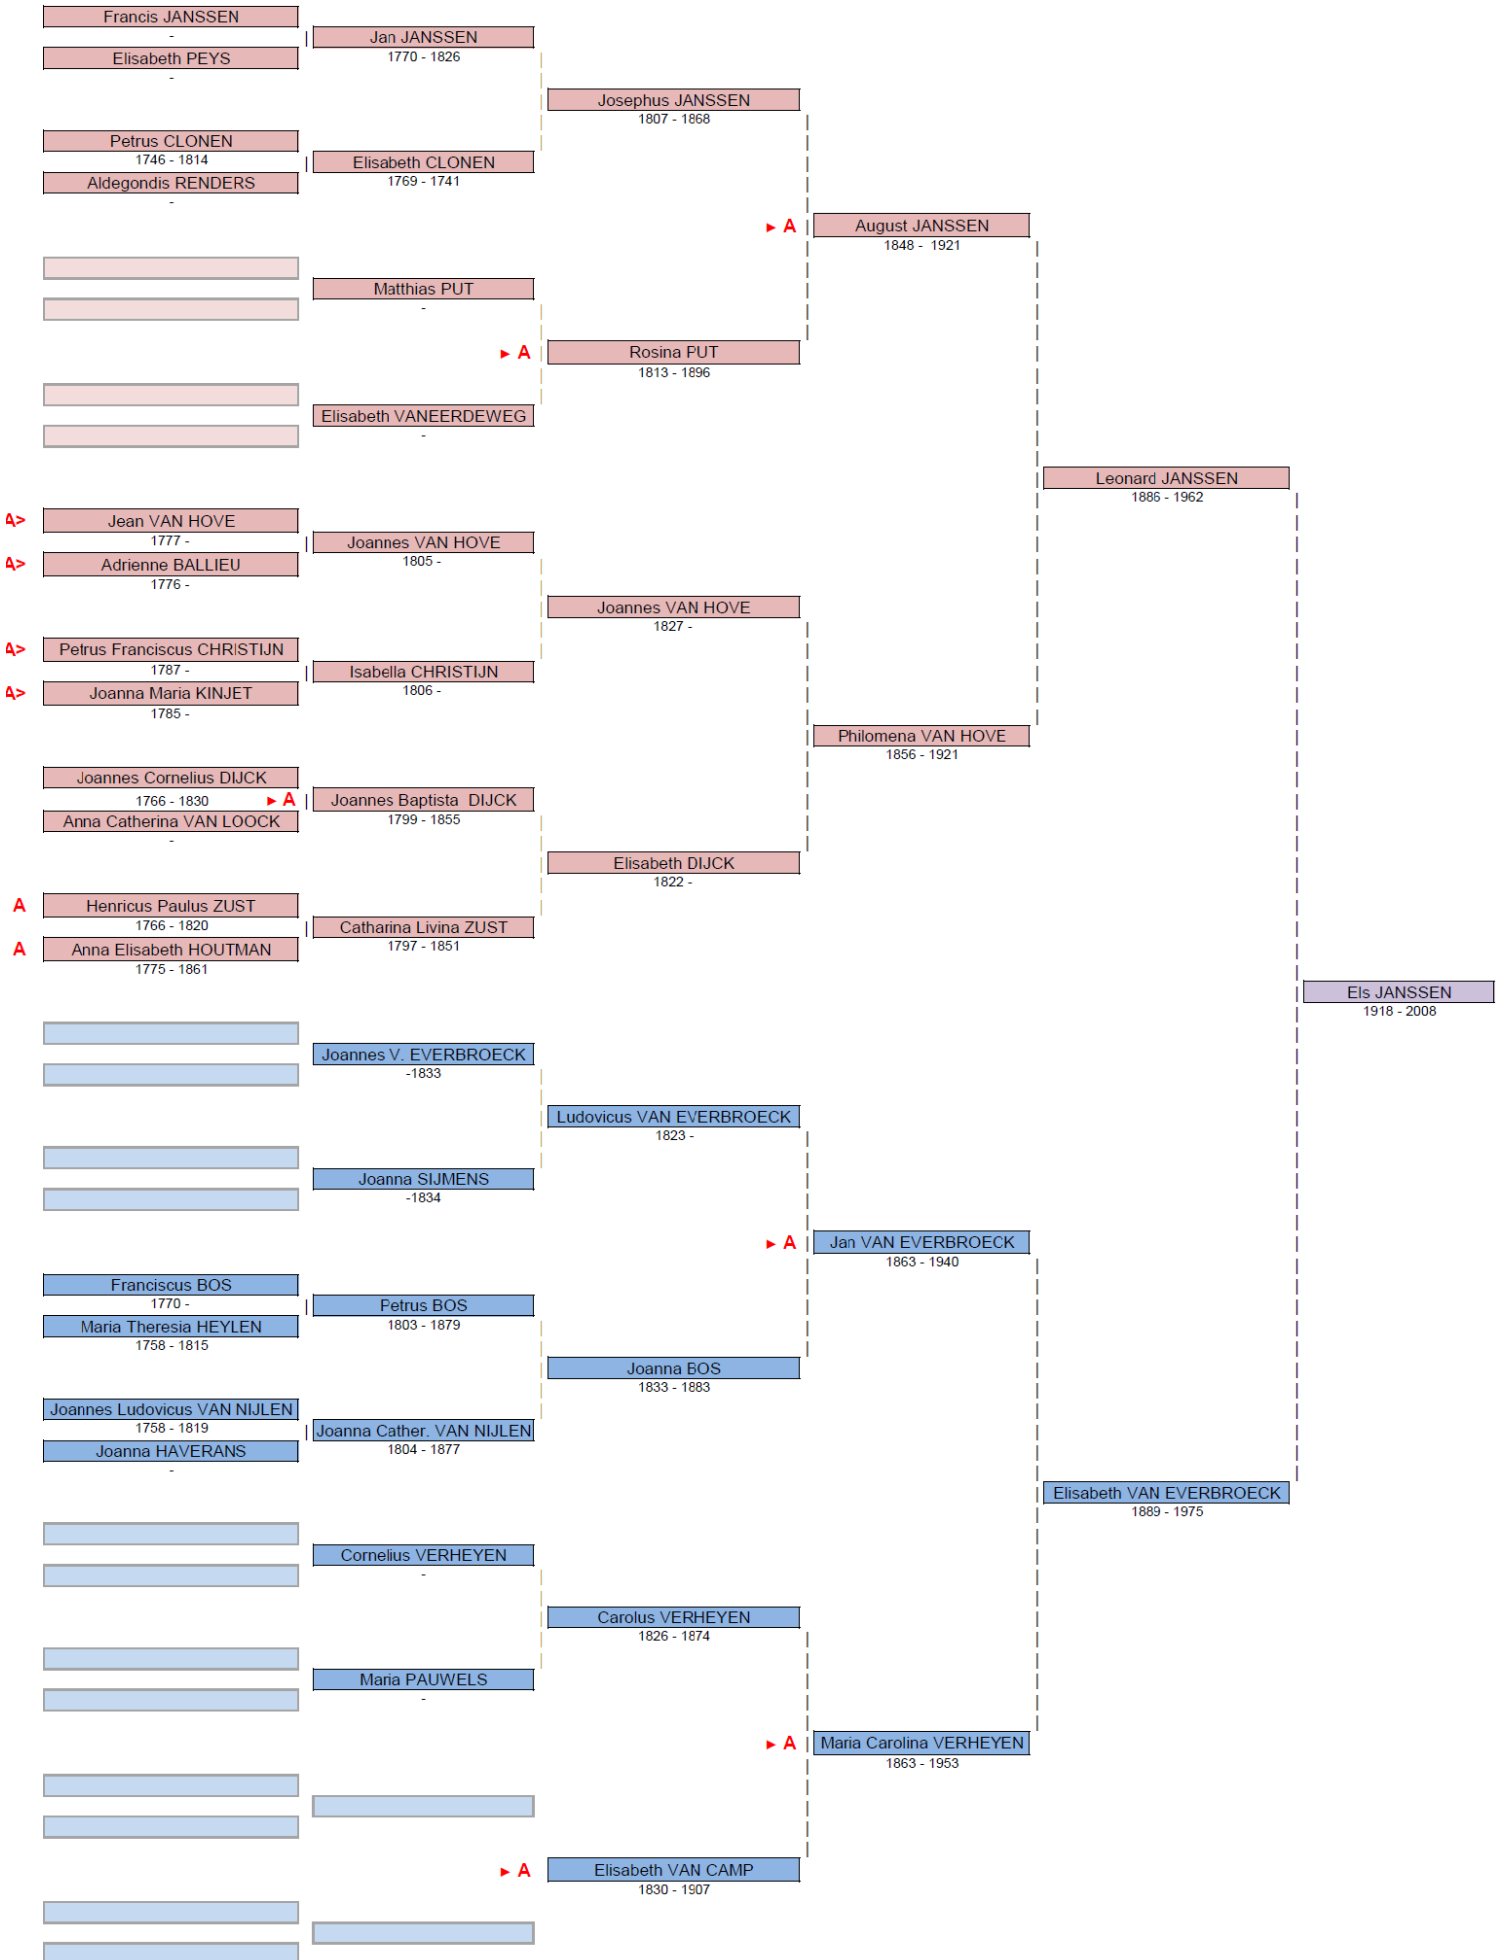 Francis JANSSEN
-
Elisabeth PEYS
-
Jan JANSSEN
1770 - 1826
Josephus JANSSEN
1807 - 1868
Petrus CLONEN
1746 - 1814
Aldegondis RENDERS
-
Elisabeth CLONEN
1769 - 1741
► A
August JANSSEN
1848 - 1921
Matthias PUT
-
► A
Rosina PUT
1813 - 1896
Elisabeth VANEERDEWEG
-
Leonard JANSSEN
1886 - 1962
A>
Jean VAN HOVE
1777 -
A>
Adrienne BALLIEU
1776 -
Joannes VAN HOVE
1805 -
Joannes VAN HOVE
1827 -
A>
Petrus Franciscus CHRISTIJN
1787 -
A>
Joanna Maria KINJET
1785 -
Isabella CHRISTIJN
1806 -
Philomena VAN HOVE
1856 - 1921
Joannes Cornelius DIJCK
1766 - 1830
► A
Anna Catherina VAN LOOCK
-
Joannes Baptista DIJCK
1799 - 1855
Elisabeth DIJCK
1822 -
A
Henricus Paulus ZUST
1766 - 1820
A
Anna Elisabeth HOUTMAN
1775 - 1861
Catharina Livina ZUST
1797 - 1851
Els JANSSEN
1918 - 2008
Joannes V. EVERBROECK
-1833
Ludovicus VAN EVERBROECK
1823 -
Joanna SIJMENS
-1834
► A
Jan VAN EVERBROECK
1863 - 1940
Franciscus BOS
1770 -
Maria Theresia HEYLEN
1758 - 1815
Petrus BOS
1803 - 1879
Joanna BOS
1833 - 1883
Joannes Ludovicus VAN NIJLEN
1758 - 1819
Joanna HAVERANS
-
Joanna Cather. VAN NIJLEN
1804 - 1877
Elisabeth VAN EVERBROECK
1889 - 1975
Cornelius VERHEYEN
-
Carolus VERHEYEN
1826 - 1874
Maria PAUWELS
-
► A
Maria Carolina VERHEYEN
1863 - 1953
► A
Elisabeth VAN CAMP
1830 - 1907